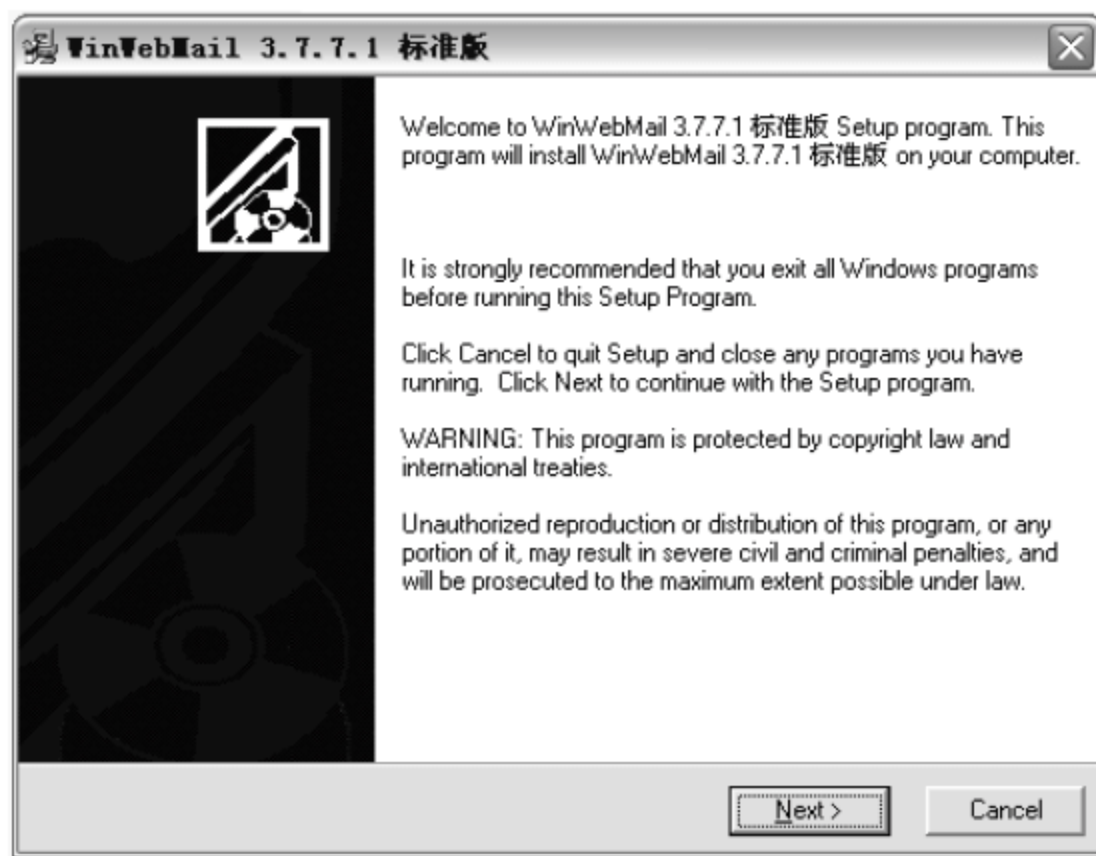 WinWebMail 3.7.7.1 标准版
Welcome to WinWebMail 3.7.7.1 标准版 Setup program. This
program will install WinWebMail 3.7.7.1 标准版 on your computer.
It is strongly recommended that you exit all Windows programs
before running this Setup Program.
Click Cancel to quit Setup and close any programs you have
running.  Click Next to continue with the Setup program.
WARNING: This program is protected by copyright law and
international treaties.
Unauthorized reproduction or distribution of this program, or any
portion of it, may result in severe civil and criminal penalties, and
will be prosecuted to the maximum extent possible under law.
Next >
Cancel